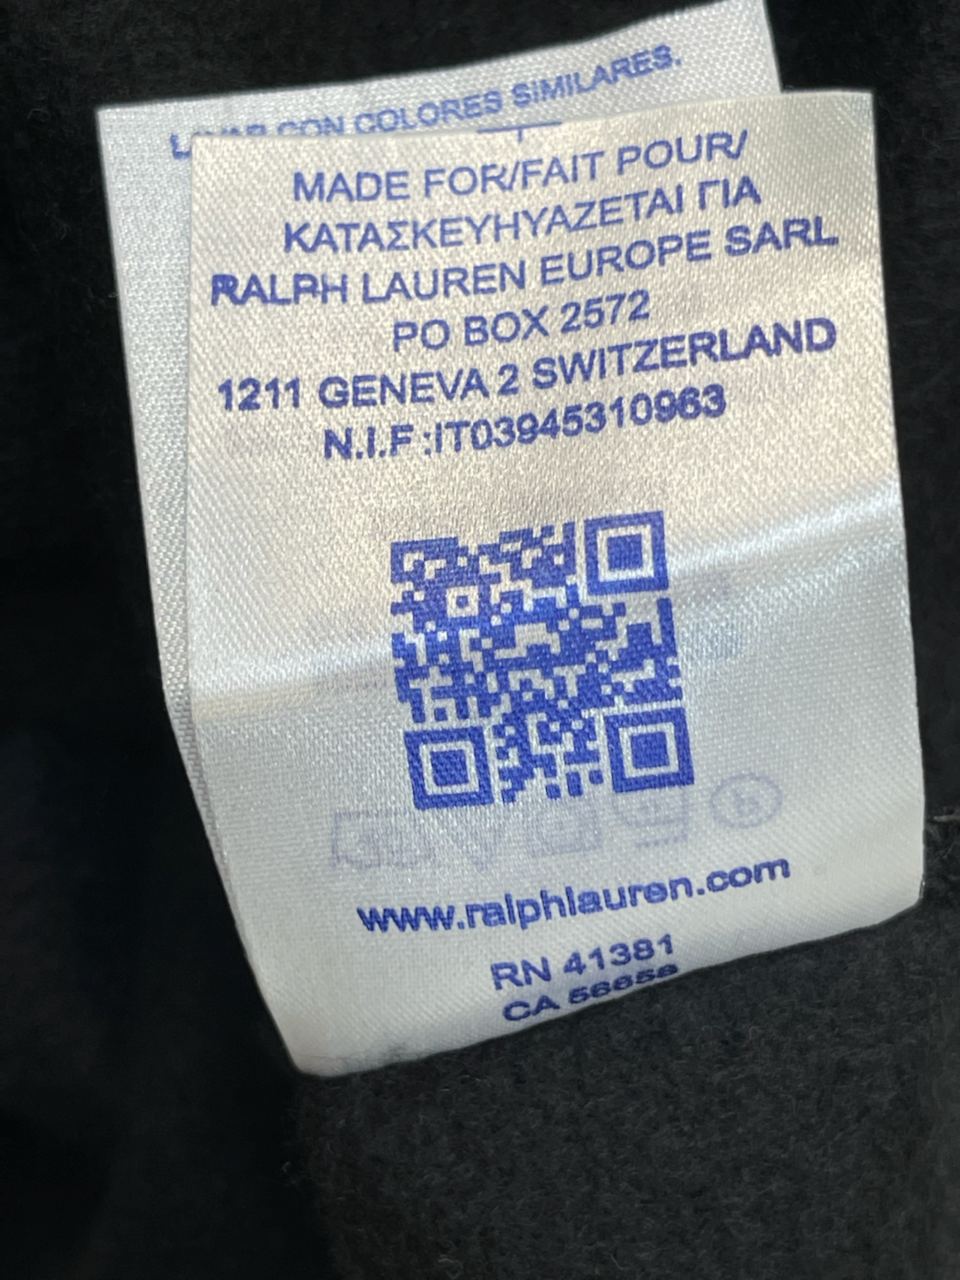 LAVAR CON COLORES SIMILARES.
MADE FOR/FAIT POUR/
ΚΑΤΑΣΚΕΥΗΥΑΖΕΤΑΙ ΓΙΑ
RALPH LAUREN EUROPE SARL
PO BOX 2572
1211 GENEVA 2 SWITZERLAND
N.I.F :IT03945310963
www.ralphlauren.com
RN 41381
CA 56656